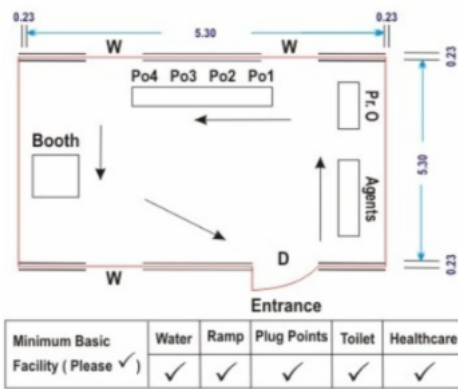 0.23 5.30 0.23
W W
0.23
Po4 Po3 Po2 Po1
Pr. O
Booth
5.30
Agents
D
W
0.23
Entrance
Minimum Basic Facility ( Please ✓ ) Water Ramp Plug Points Toilet Healthcare
✓ ✓ ✓ ✓ ✓